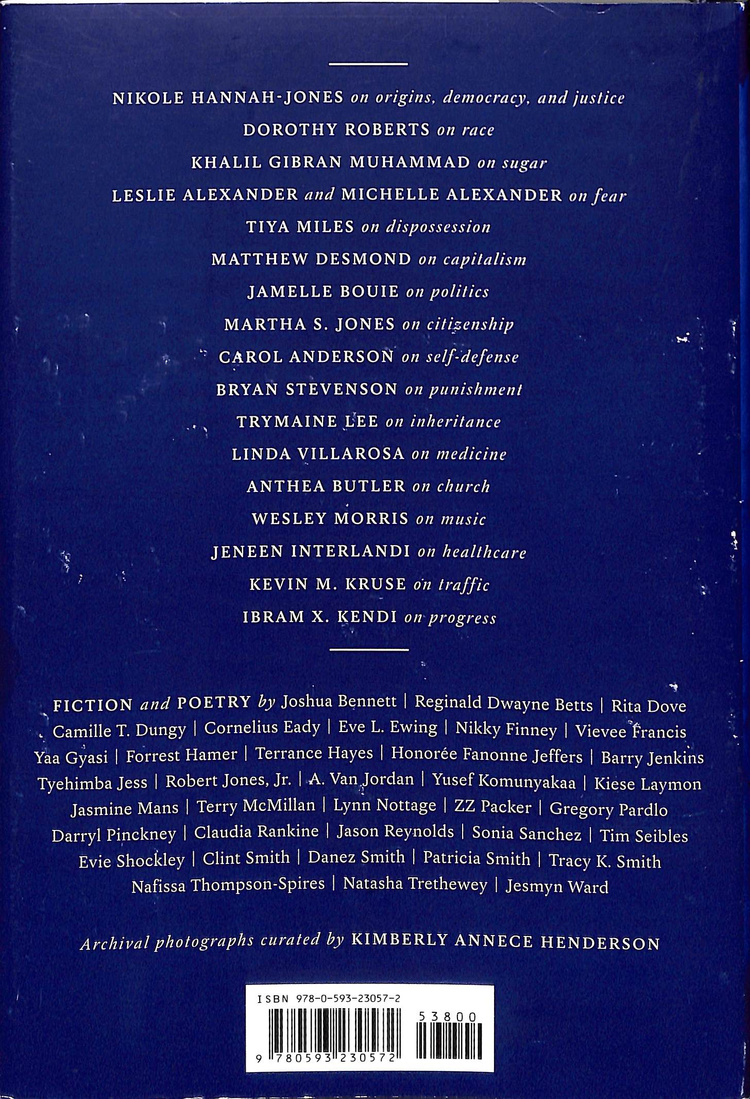 NIKOLE HANNAH-JONES on origins, democracy, and justice
DOROTHY ROBERTS on race
KHALIL GIBRAN MUHAMMAD on sugar
LESLIE ALEXANDER and MICHELLE ALEXANDER on fear
TIYA MILES on dispossession
MATTHEW DESMOND on capitalism
JAMELLE BOUIE on politics
MARTHA S. JONES on citizenship
CAROL ANDERSON on self-defense
BRYAN STEVENSON on punishment
TRYMAINE LEE on inheritance
LINDA VILLAROSA on medicine
ANTHEA BUTLER on church
WESLEY MORRIS on music
JENEEN INTERLANDI on healthcare
KEVIN M. KRUSE on traffic
IBRAM X. KENDI on progress
FICTION and POETRY by Joshua Bennett | Reginald Dwayne Betts | Rita Dove
Camille T. Dungy | Cornelius Eady | Eve L. Ewing | Nikky Finney | Vievee Francis
Yaa Gyasi | Forrest Hamer | Terrance Hayes | Honorée Fanonne Jeffers | Barry Jenkins
Tyehimba Jess | Robert Jones, Jr. | A. Van Jordan | Yusef Komunyakaa | Kiese Laymon
Jasmine Mans | Terry McMillan | Lynn Nottage | ZZ Packer | Gregory Pardlo
Darryl Pinckney | Claudia Rankine | Jason Reynolds | Sonia Sanchez | Tim Seibles
Evie Shockley | Clint Smith | Danez Smith | Patricia Smith | Tracy K. Smith
Nafissa Thompson-Spires | Natasha Trethewey | Jesmyn Ward
Archival photographs curated by KIMBERLY ANNECE HENDERSON
ISBN 978-0-593-23057-2
53800
9 780593 230572